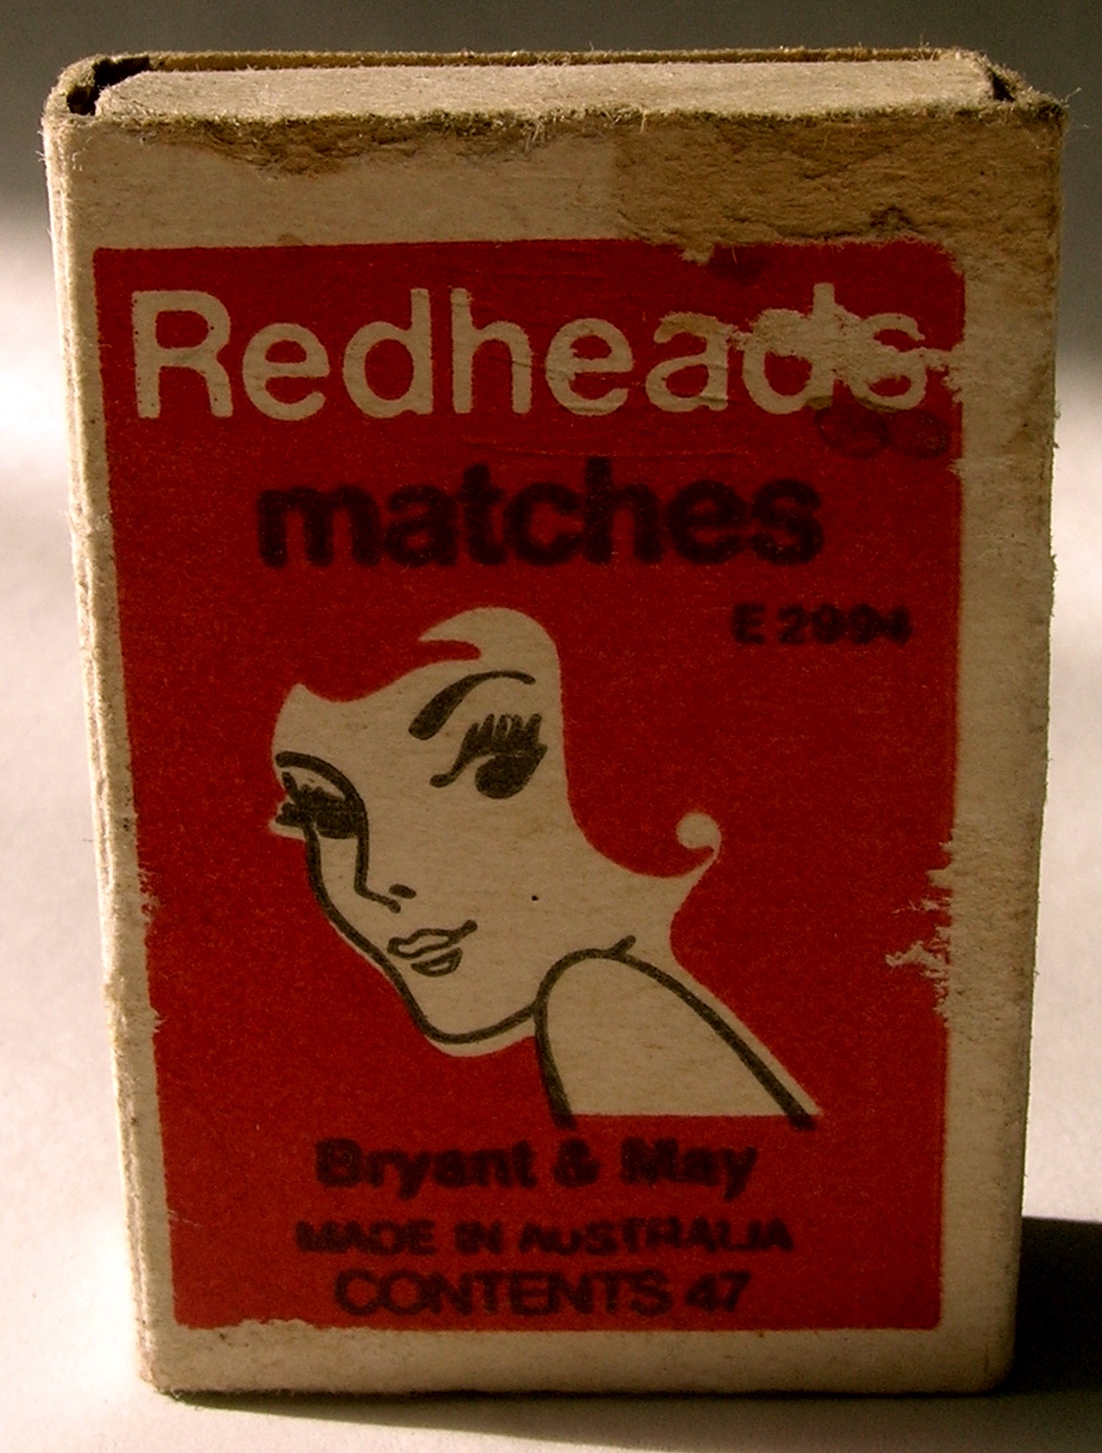 Redheads
matches
E 2994
Bryant & May
MADE IN AUSTRALIA
CONTENTS 47